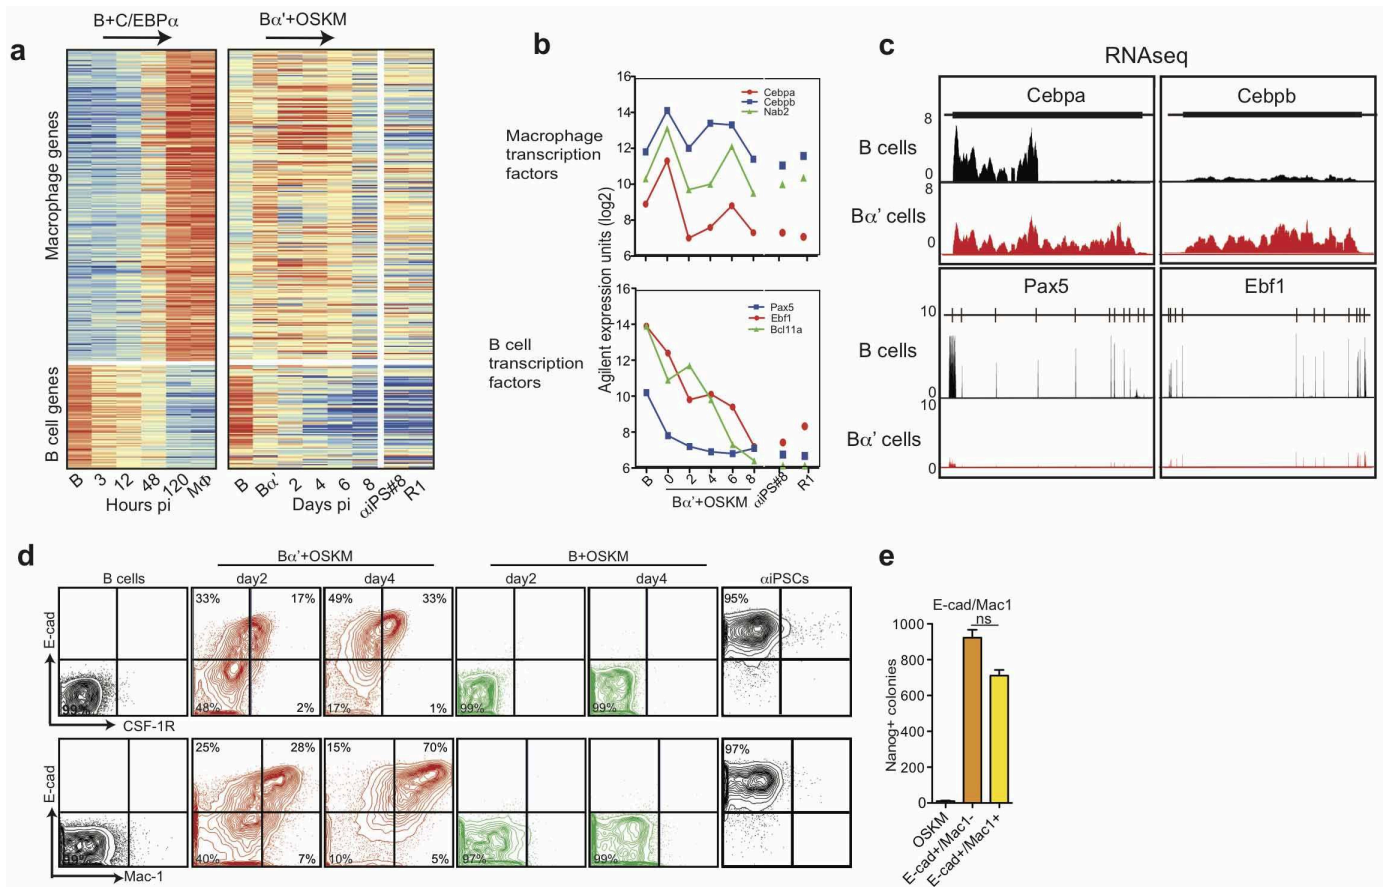 a
B+C/EBPα
Bα'+OSKM
Macrophage genes
B cell genes
B 3 12 48 120 MΦ
Hours pi
B Bα' 2 4 6 8 αiPS#8 R1
Days pi
b
Macrophage transcription factors
B cell transcription factors
Agilent expression units (log2)
16
14
12
10
8
6
Cebpa
Cebpb
Nab2
16
14
12
10
8
6
Pax5
Ebf1
Bcl11a
B 0 2 4 6 8 αiPS#8 R1
Bα'+OSKM
c
RNAseq
Cebpa Cebpb
8
B cells
0
8
Bα' cells
0
Pax5 Ebf1
10
B cells
0
10
Bα' cells
0
d
Bα'+OSKM B+OSKM
B cells day2 day4 day2 day4 αiPSCs
E-cad
99%
33% 17%
48% 2%
49% 33%
17% 1%
99%
99%
95%
CSF-1R
E-cad
99%
25% 28%
40% 7%
15% 70%
10% 5%
97%
99%
97%
Mac-1
e
E-cad/Mac1
ns
Nanog+ colonies
1000
800
600
400
200
0
OSKM
E-cad+/Mac1-
E-cad+/Mac1+